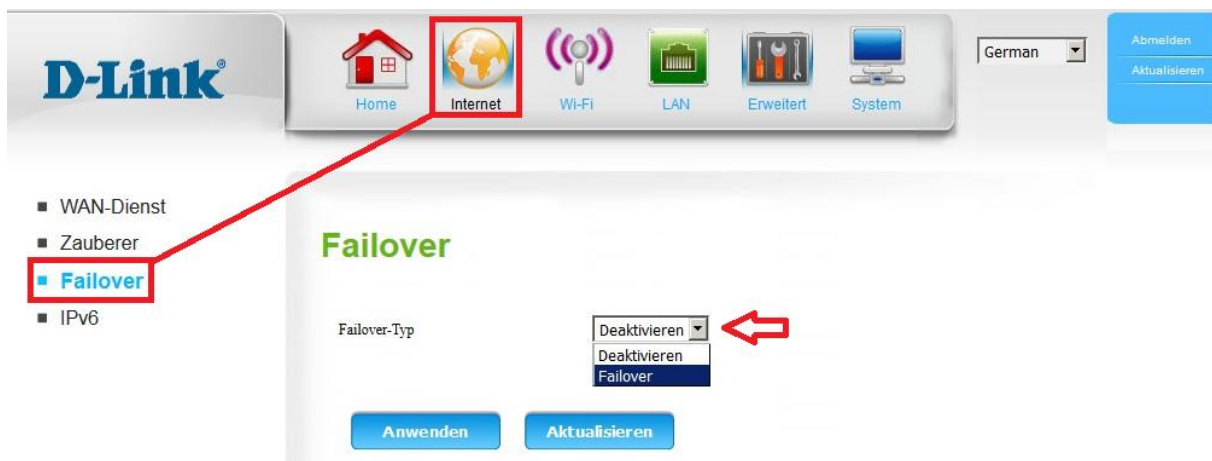 D-Link®
Home
Internet
Wi-Fi
LAN
Erweitert
System
German
Abmelden
Aktualisieren
WAN-Dienst
Zauberer
Failover
IPv6
Failover
Failover-Typ
Deaktivieren
Deaktivieren
Failover
Anwenden
Aktualisieren